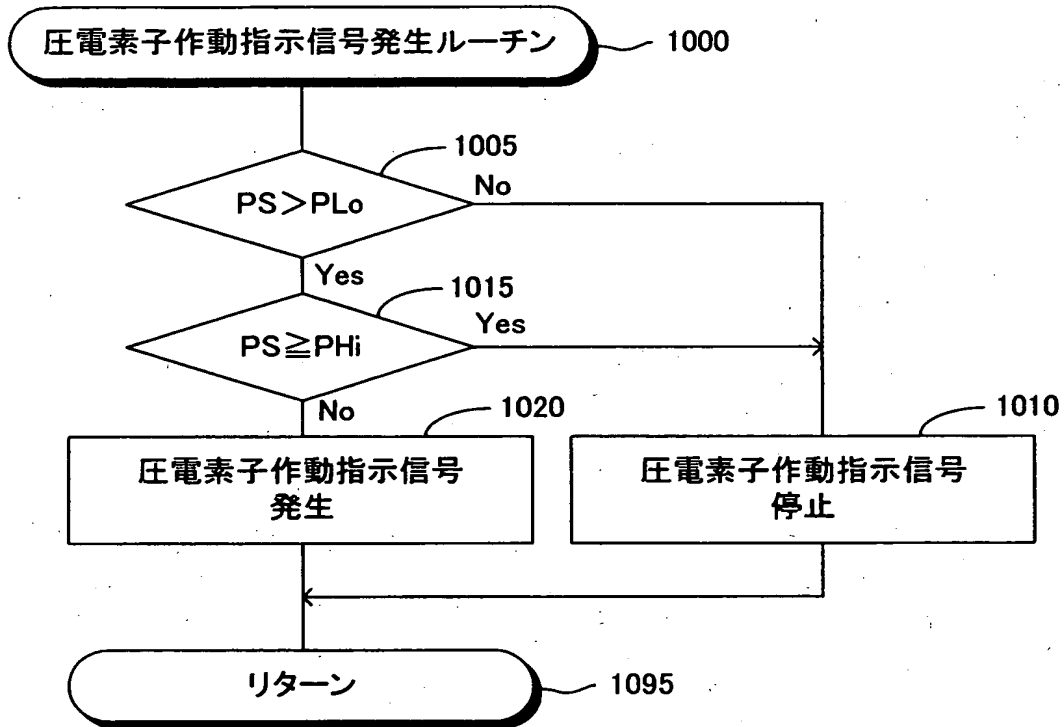 圧電素子作動指示信号発生ルーチン
1000
1005
PS>PLo
No
Yes
1015
PS≧PHi
Yes
No
1020
圧電素子作動指示信号
発生
1010
圧電素子作動指示信号
停止
リターン
1095